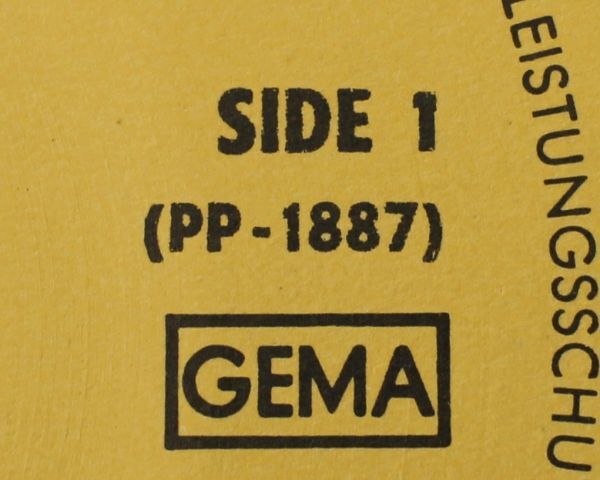 SIDE 1
(PP-1887)
GEMA
LEISTUNGSSCHU